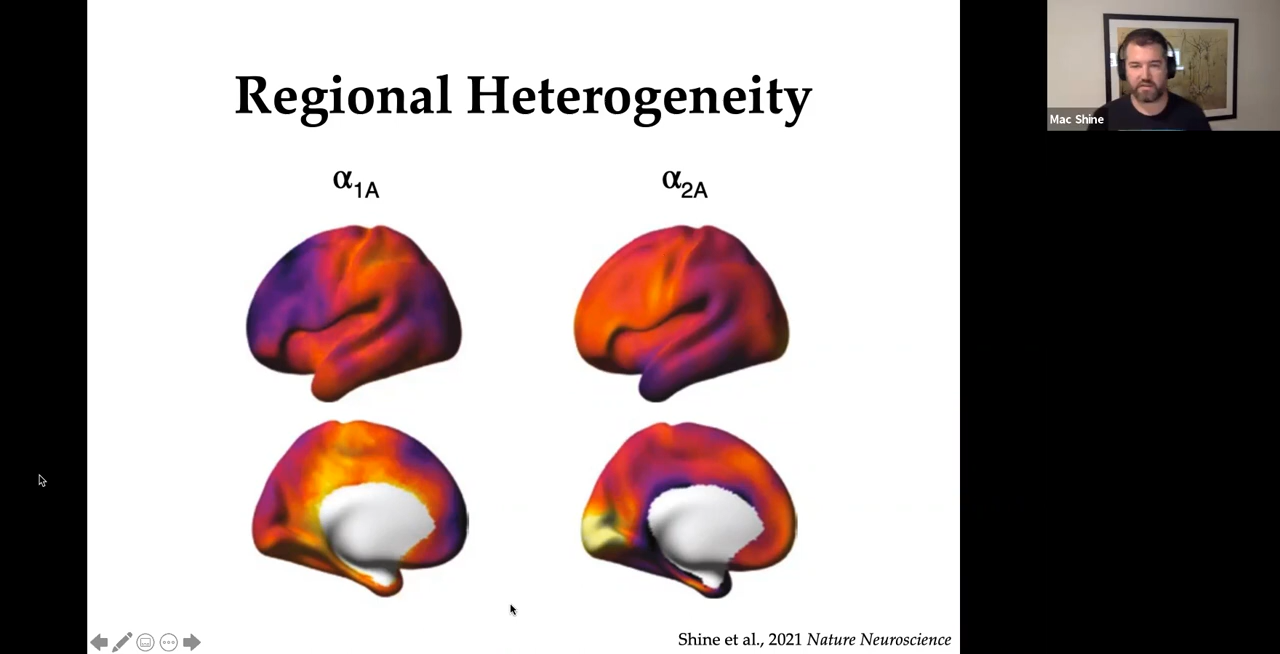 Regional Heterogeneity
α1A
α2A
Shine et al., 2021 Nature Neuroscience
Mac Shine